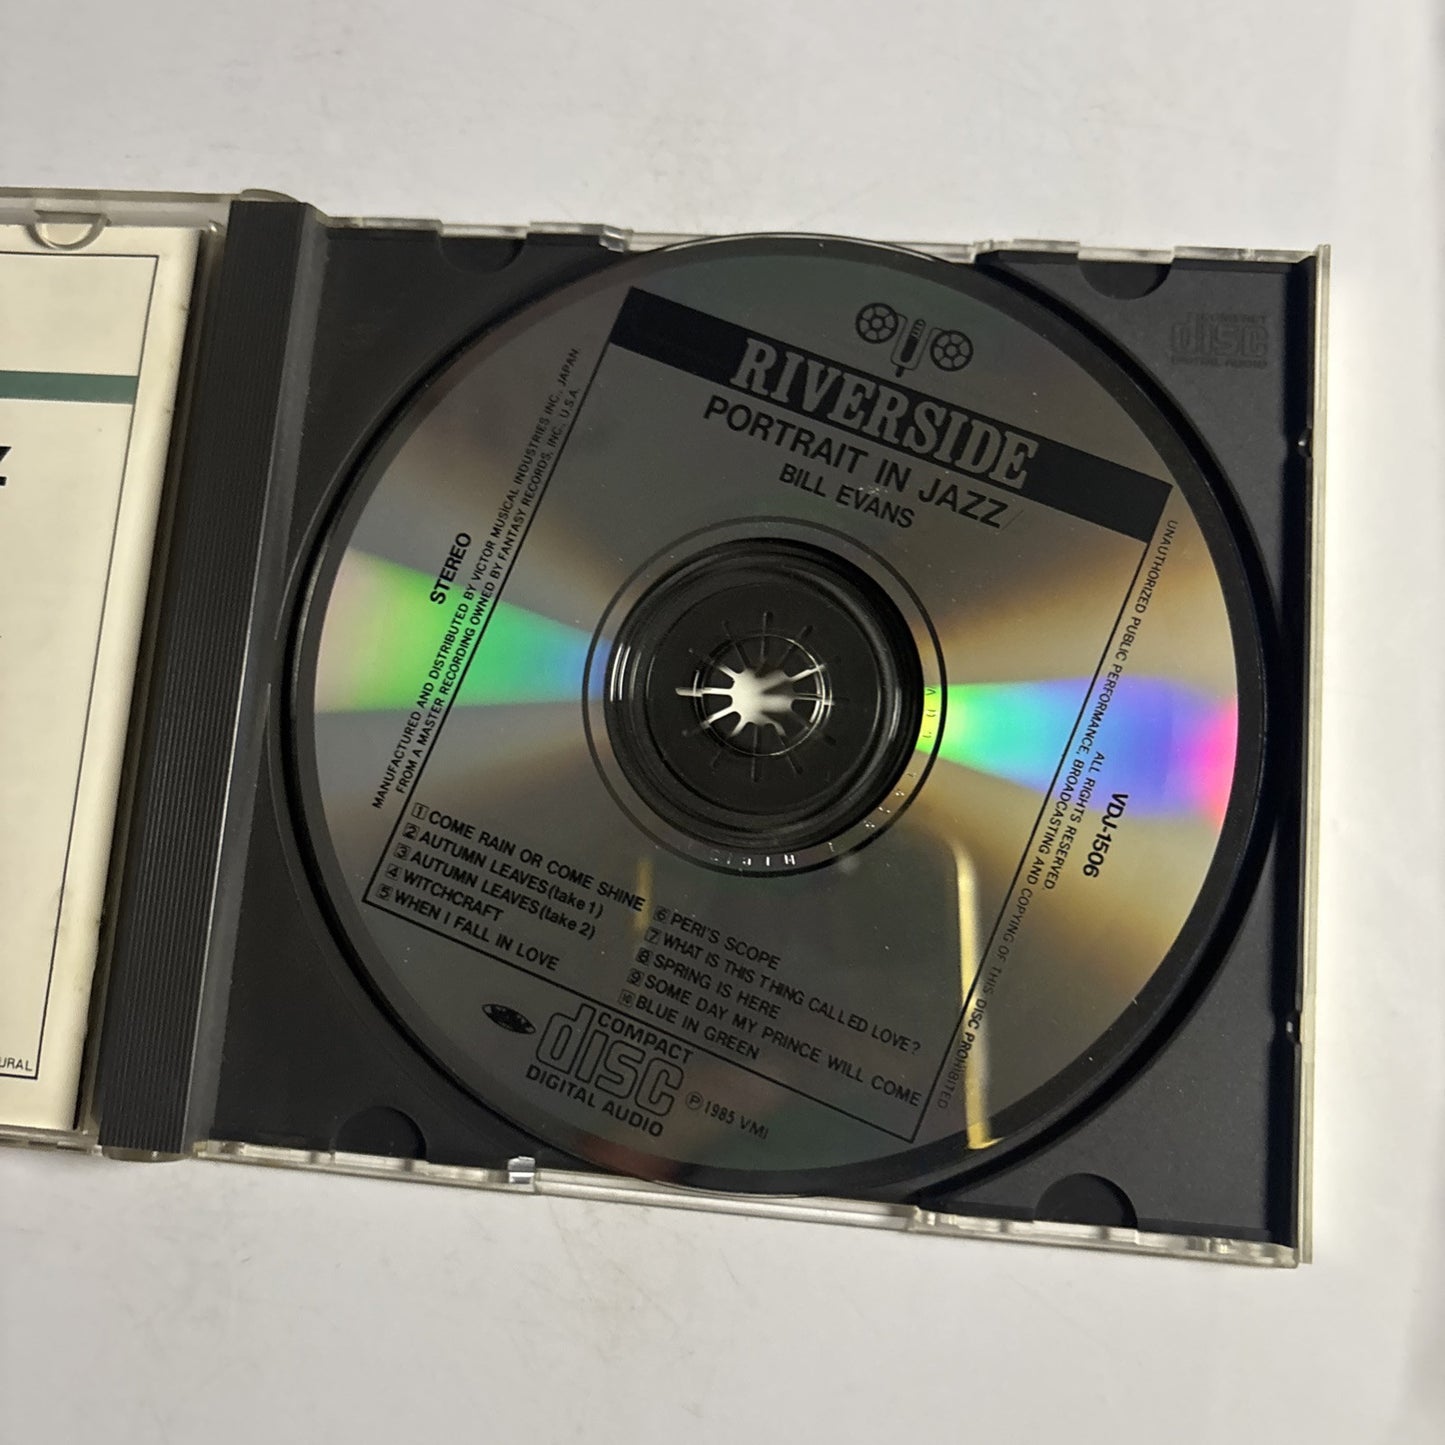 RIVERSIDE
PORTRAIT IN JAZZ
BILL EVANS
STEREO
MANUFACTURED AND DISTRIBUTED BY VICTOR MUSICAL INDUSTRIES INC., JAPAN
FROM A MASTER RECORDING OWNED BY FANTASY RECORDS, INC., U.S.A.
1 COME RAIN OR COME SHINE
2 AUTUMN LEAVES (take 1)
3 AUTUMN LEAVES (take 2)
4 WITCHCRAFT
5 WHEN I FALL IN LOVE
6 PERI'S SCOPE
7 WHAT IS THIS THING CALLED LOVE?
8 SPRING IS HERE
9 SOME DAY MY PRINCE WILL COME
10 BLUE IN GREEN
VDJ-1506
ALL RIGHTS RESERVED.
UNAUTHORIZED PUBLIC PERFORMANCE, BROADCASTING AND COPYING OF THIS DISC PROHIBITED
COMPACT
disc
DIGITAL AUDIO
Ⓟ 1985 VMI
COMPACT
disc
DIGITAL AUDIO
Z
URAL